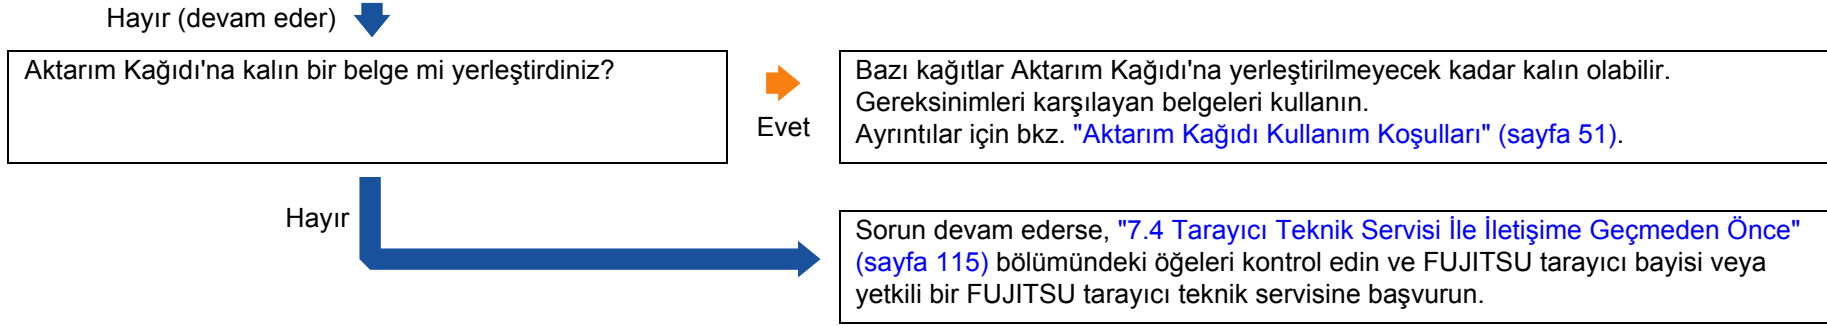 Hayır (devam eder)
Aktarım Kağıdı'na kalın bir belge mi yerleştirdiniz?
Evet
Bazı kağıtlar Aktarım Kağıdı'na yerleştirilmeyecek kadar kalın olabilir.
Gereksinimleri karşılayan belgeleri kullanın.
Ayrıntılar için bkz. "Aktarım Kağıdı Kullanım Koşulları" (sayfa 51).
Hayır
Sorun devam ederse, "7.4 Tarayıcı Teknik Servisi İle İletişime Geçmeden Önce"
(sayfa 115) bölümündeki öğeleri kontrol edin ve FUJITSU tarayıcı bayisi veya
yetkili bir FUJITSU tarayıcı teknik servisine başvurun.